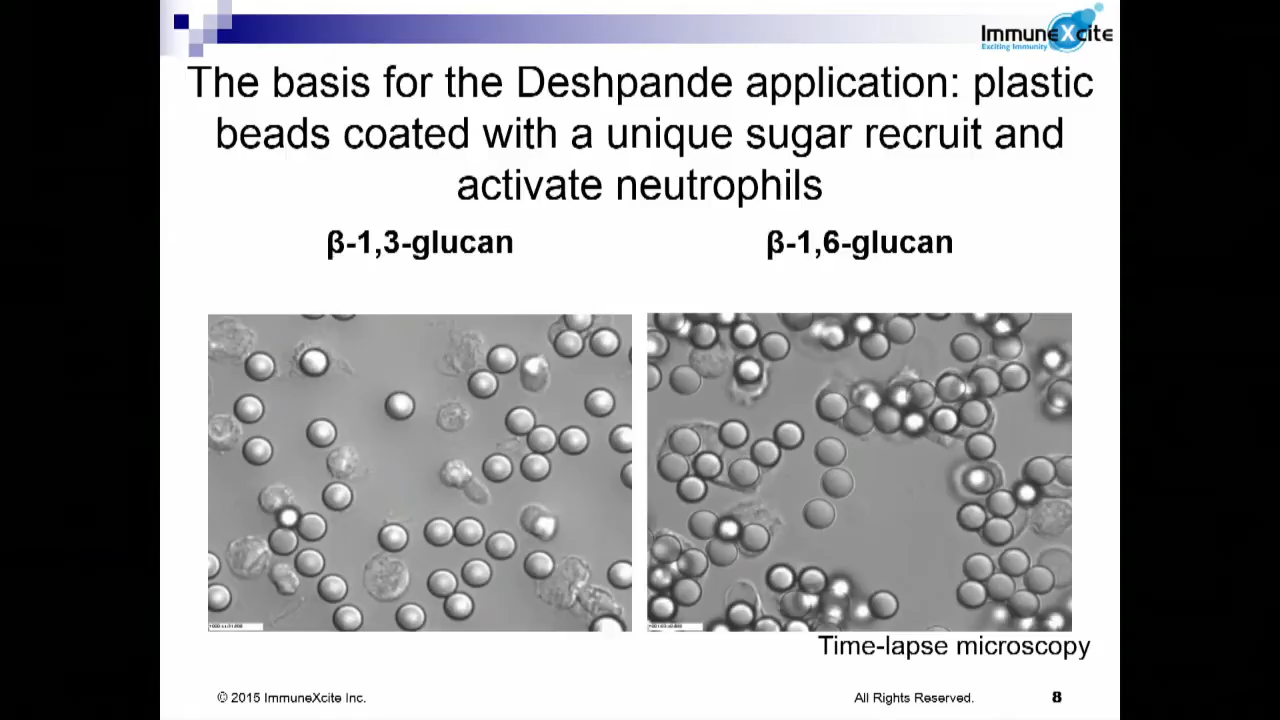 ImmuneXcite
Exciting Immunity
The basis for the Deshpande application: plastic
beads coated with a unique sugar recruit and
activate neutrophils
β-1,3-glucan
β-1,6-glucan
Time-lapse microscopy
© 2015 ImmuneXcite Inc.
All Rights Reserved.
8